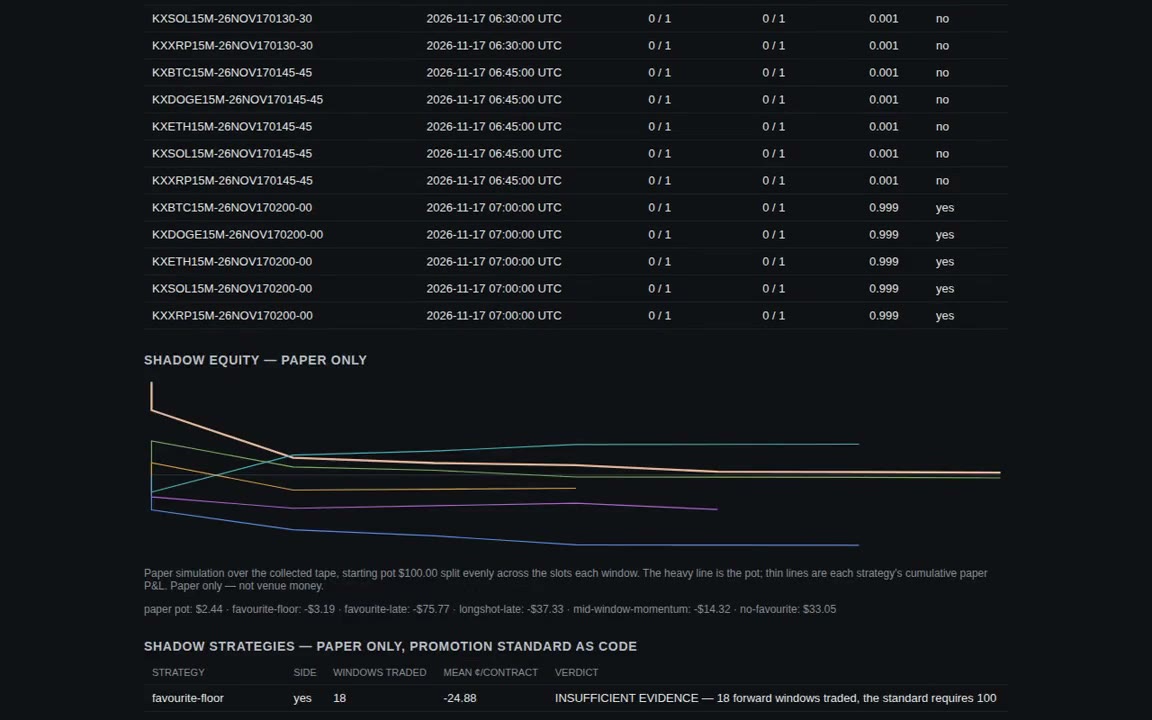 KXSOL15M-26NOV170130-30 2026-11-17 06:30:00 UTC 0 / 1 0 / 1 0.001 no
KXXRP15M-26NOV170130-30 2026-11-17 06:30:00 UTC 0 / 1 0 / 1 0.001 no
KXBTC15M-26NOV170145-45 2026-11-17 06:45:00 UTC 0 / 1 0 / 1 0.001 no
KXDOGE15M-26NOV170145-45 2026-11-17 06:45:00 UTC 0 / 1 0 / 1 0.001 no
KXETH15M-26NOV170145-45 2026-11-17 06:45:00 UTC 0 / 1 0 / 1 0.001 no
KXSOL15M-26NOV170145-45 2026-11-17 06:45:00 UTC 0 / 1 0 / 1 0.001 no
KXXRP15M-26NOV170145-45 2026-11-17 06:45:00 UTC 0 / 1 0 / 1 0.001 no
KXBTC15M-26NOV170200-00 2026-11-17 07:00:00 UTC 0 / 1 0 / 1 0.999 yes
KXDOGE15M-26NOV170200-00 2026-11-17 07:00:00 UTC 0 / 1 0 / 1 0.999 yes
KXETH15M-26NOV170200-00 2026-11-17 07:00:00 UTC 0 / 1 0 / 1 0.999 yes
KXSOL15M-26NOV170200-00 2026-11-17 07:00:00 UTC 0 / 1 0 / 1 0.999 yes
KXXRP15M-26NOV170200-00 2026-11-17 07:00:00 UTC 0 / 1 0 / 1 0.999 yes
SHADOW EQUITY — PAPER ONLY
Paper simulation over the collected tape, starting pot $100.00 split evenly across the slots each window. The heavy line is the pot; thin lines are each strategy's cumulative paper
P&L. Paper only — not venue money.
paper pot: $2.44 · favourite-floor: -$3.19 · favourite-late: -$75.77 · longshot-late: -$37.33 · mid-window-momentum: -$14.32 · no-favourite: $33.05
SHADOW STRATEGIES — PAPER ONLY, PROMOTION STANDARD AS CODE
STRATEGY SIDE WINDOWS TRADED MEAN ¢/CONTRACT VERDICT
favourite-floor yes 18 -24.88 INSUFFICIENT EVIDENCE — 18 forward windows traded, the standard requires 100